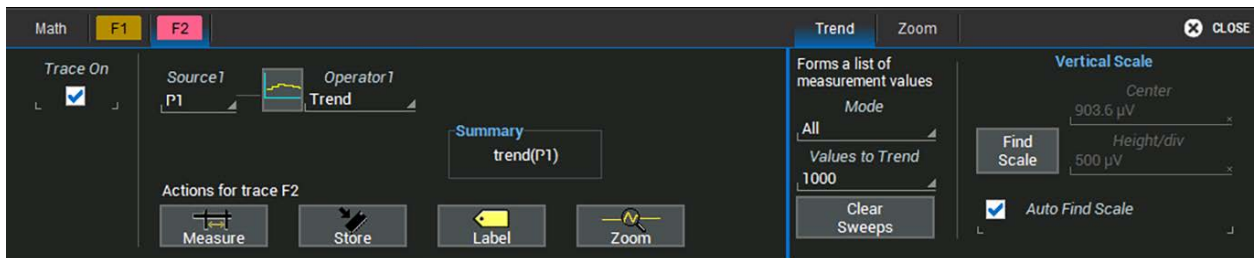 Math F1 F2
Trace On
Source1 Operator1
P1 Trend
Summary
trend(P1)
Actions for trace F2
Measure Store Label Zoom
Trend Zoom CLOSE
Forms a list of
measurement values
Mode
All
Values to Trend
1000
Clear
Sweeps
Vertical Scale
Center
903.6 µV
Find
Scale
Height/div
500 µV
Auto Find Scale